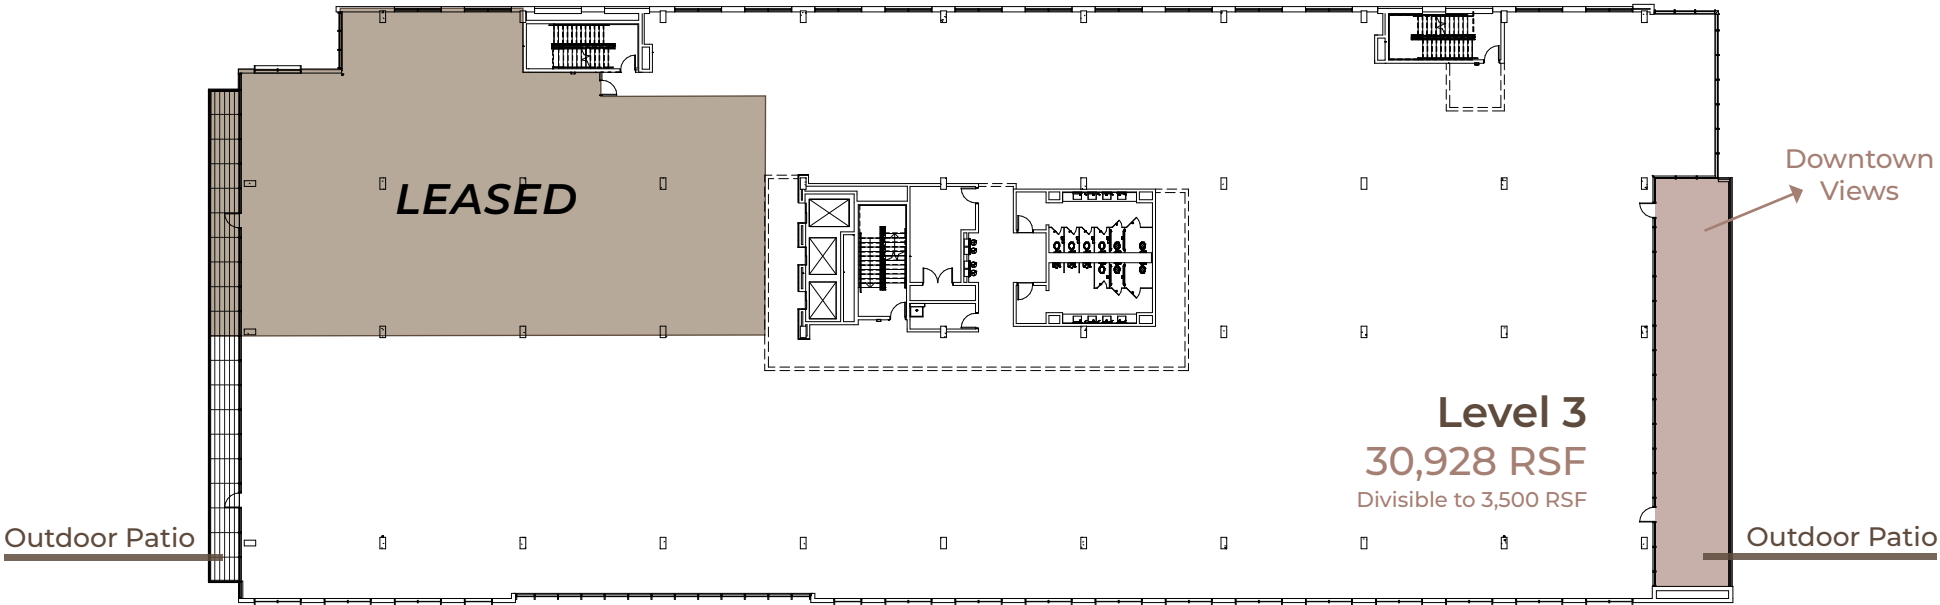 LEASED
Downtown
Views
Level 3
30,928 RSF
Divisible to 3,500 RSF
Outdoor Patio
Outdoor Patio